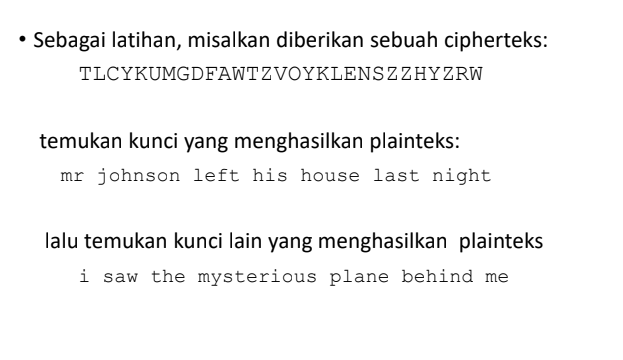 • Sebagai latihan, misalkan diberikan sebuah cipherteks:
TLCYKUMGDFAWTZVOYKLENSZZHYZRW
temukan kunci yang menghasilkan plainteks:
mr johnson left his house last night
lalu temukan kunci lain yang menghasilkan plainteks
i saw the mysterious plane behind me